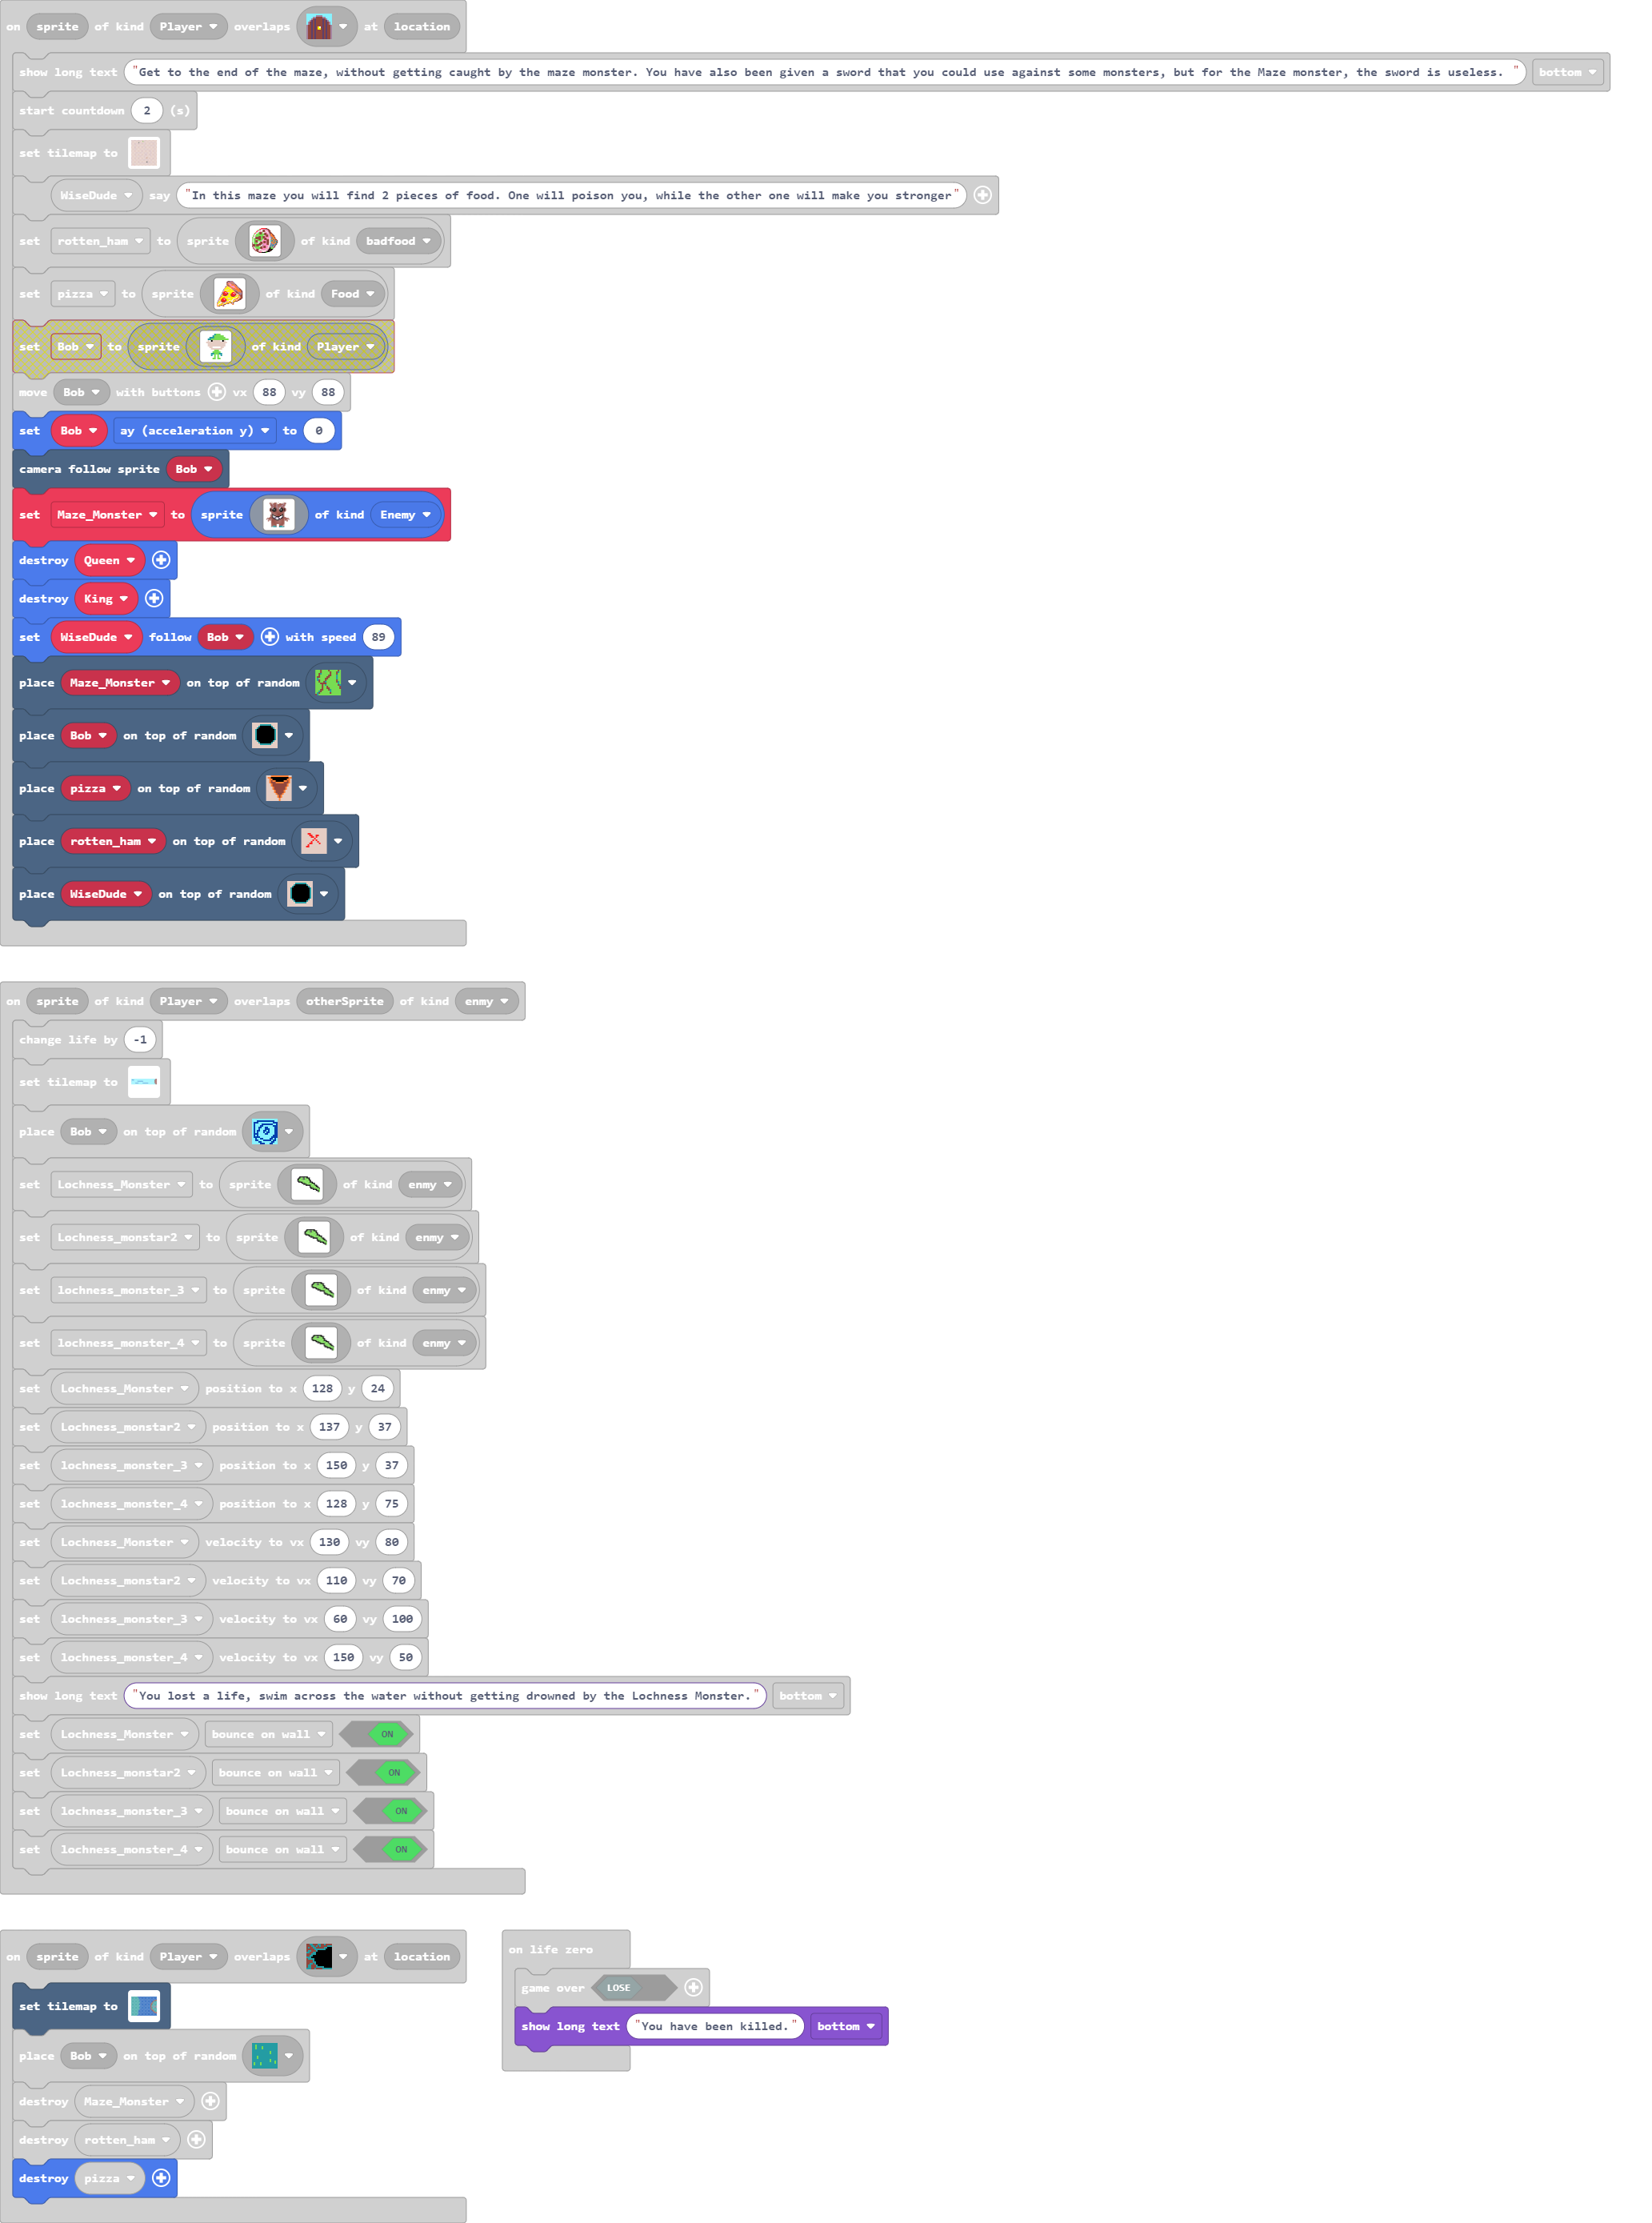 on sprite of kind Player overlaps at location
show long text "Get to the end of the maze, without getting caught by the maze monster. You have also been given a sword that you could use against some monsters, but for the Maze monster, the sword is useless. " bottom
start countdown 2 (s)
set tilemap to
WiseDude say "In this maze you will find 2 pieces of food. One will poison you, while the other one will make you stronger"
set rotten_ham to sprite of kind badfood
set pizza to sprite of kind Food
set Bob to sprite of kind Player
move Bob with buttons vx 88 vy 88
set Bob ay (acceleration y) to 0
camera follow sprite Bob
set Maze_Monster to sprite of kind Enemy
destroy Queen
destroy King
set WiseDude follow Bob with speed 89
place Maze_Monster on top of random
place Bob on top of random
place pizza on top of random
place rotten_ham on top of random
place WiseDude on top of random
on sprite of kind Player overlaps otherSprite of kind enmy
change life by -1
set tilemap to
place Bob on top of random
set Lochness_Monster to sprite of kind enmy
set Lochness_monstar2 to sprite of kind enmy
set lochness_monster_3 to sprite of kind enmy
set lochness_monster_4 to sprite of kind enmy
set Lochness_Monster position to x 128 y 24
set Lochness_monstar2 position to x 137 y 37
set lochness_monster_3 position to x 150 y 37
set lochness_monster_4 position to x 128 y 75
set Lochness_Monster velocity to vx 130 vy 80
set Lochness_monstar2 velocity to vx 110 vy 70
set lochness_monster_3 velocity to vx 60 vy 100
set lochness_monster_4 velocity to vx 150 vy 50
show long text "You lost a life, swim across the water without getting drowned by the Lochness Monster." bottom
set Lochness_Monster bounce on wall ON
set Lochness_monstar2 bounce on wall ON
set lochness_monster_3 bounce on wall ON
set lochness_monster_4 bounce on wall ON
on sprite of kind Player overlaps at location
set tilemap to
place Bob on top of random
destroy Maze_Monster
destroy rotten_ham
destroy pizza
on life zero
game over LOSE
show long text "You have been killed." bottom